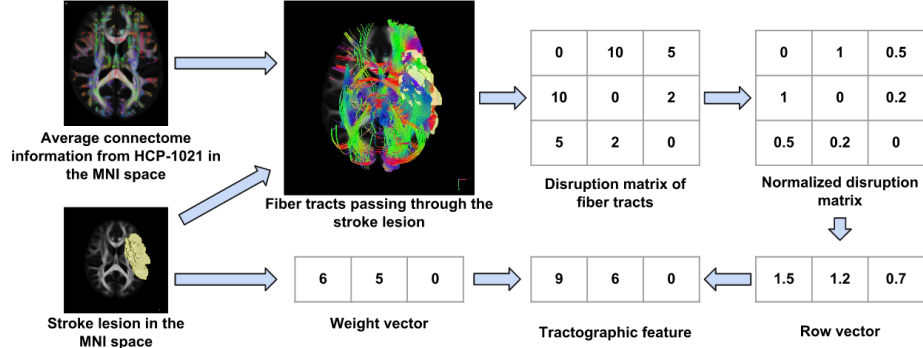 0 10 5
10 0 2
5 2 0
0 1 0.5
1 0 0.2
0.5 0.2 0
Average connectome
information from HCP-1021 in
the MNI space
Fiber tracts passing through the
stroke lesion
Disruption matrix of
fiber tracts
Normalized disruption
matrix
6 5 0
9 6 0
1.5 1.2 0.7
Stroke lesion in the
MNI space
Weight vector
Tractographic feature
Row vector